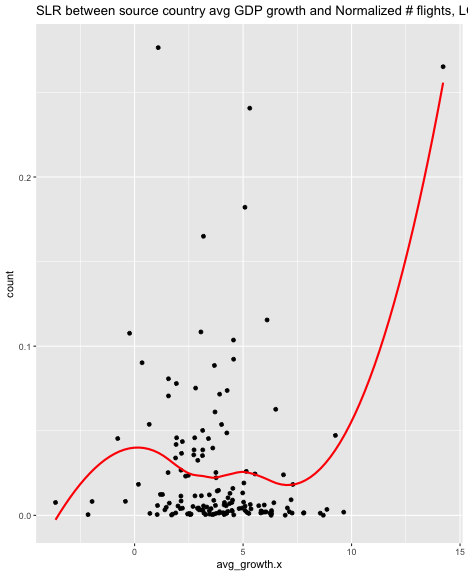 SLR between source country avg GDP growth and Normalized # flights, LO
0.2
0.1
0.0
count
0
5
10
15
avg_growth.x